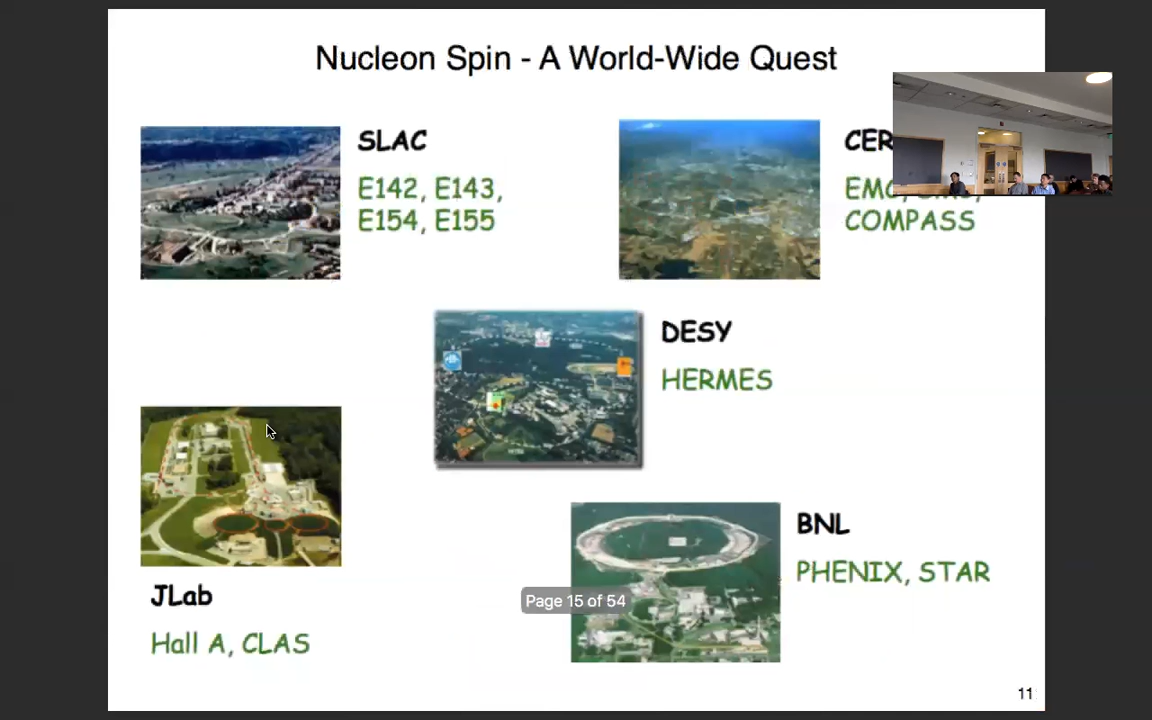 Nucleon Spin - A World-Wide Quest
SLAC
E142, E143,
E154, E155
COMPASS
DESY
HERMES
JLab
Hall A, CLAS
BNL
PHENIX, STAR
Page 15 of 54
11